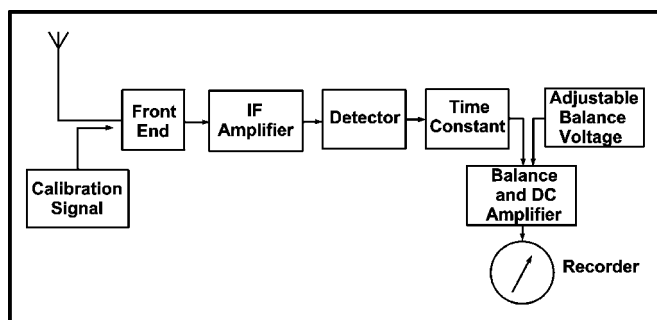 Front
End
IF
Amplifier
Detector
Time
Constant
Adjustable
Balance
Voltage
Calibration
Signal
Balance
and DC
Amplifier
Recorder